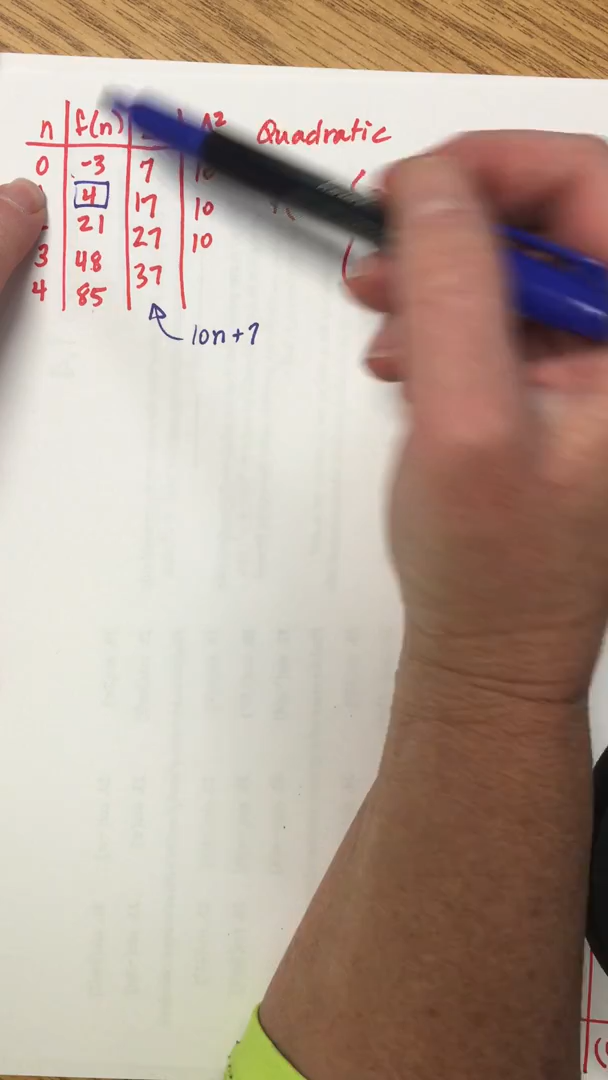 n f(n) Δ² Quadratic
0 -3 7 10
4 17 10
21 27 10
3 48 37
4 85
10n+7